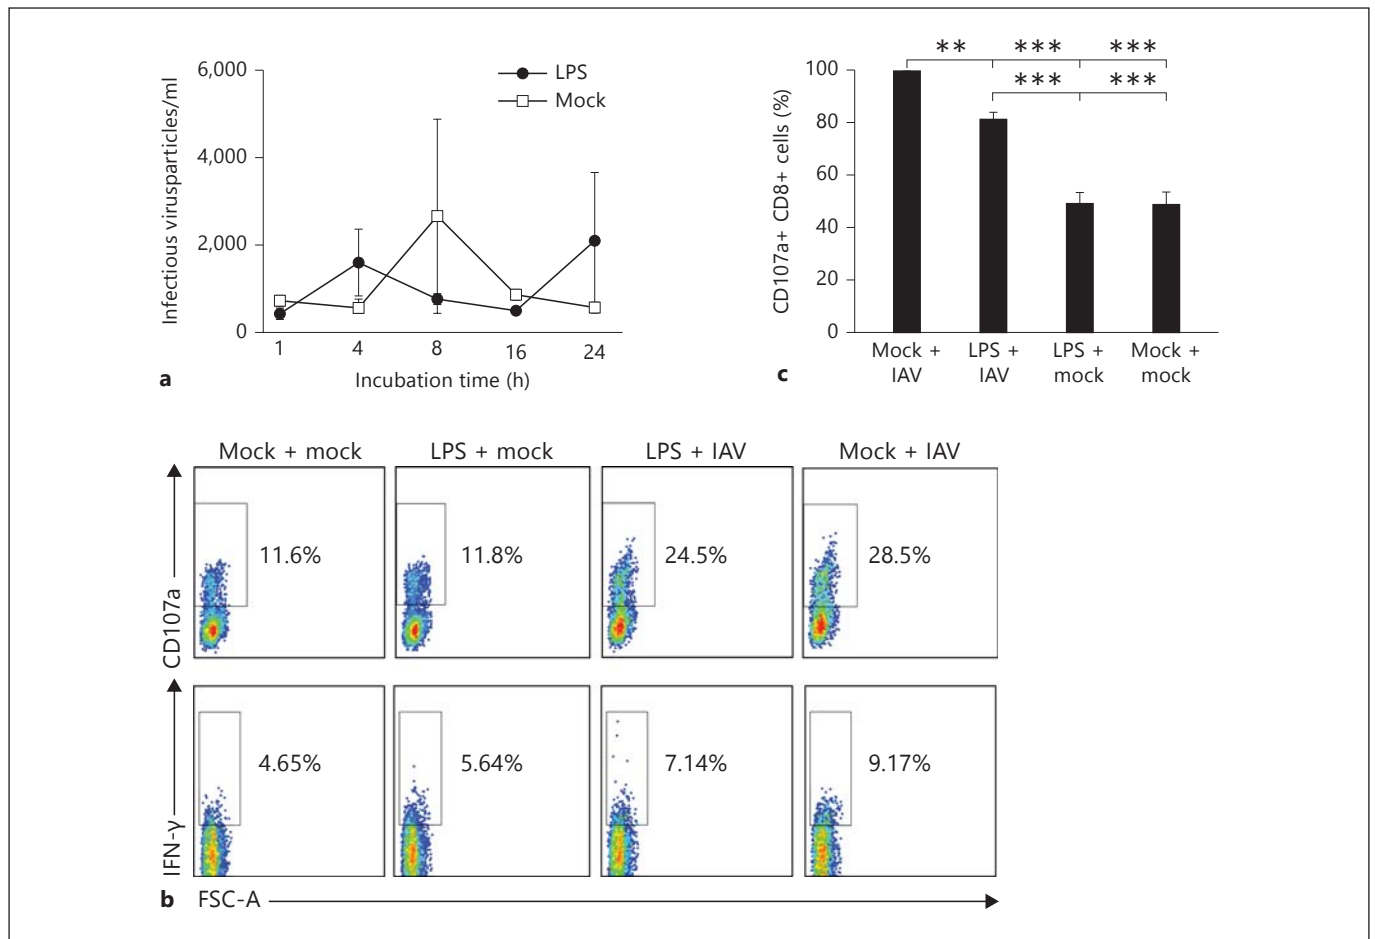 6,000
4,000
2,000
0
Infectious virusparticles/ml
LPS
Mock
1 4 8 16 24
Incubation time (h)
a
** *** ***
*** ***
100
80
60
40
20
0
CD107a+ CD8+ cells (%)
Mock + LPS + LPS + Mock +
IAV IAV mock mock
c
Mock + mock LPS + mock LPS + IAV Mock + IAV
CD107a
11.6% 11.8% 24.5% 28.5%
IFN-γ
4.65% 5.64% 7.14% 9.17%
b FSC-A